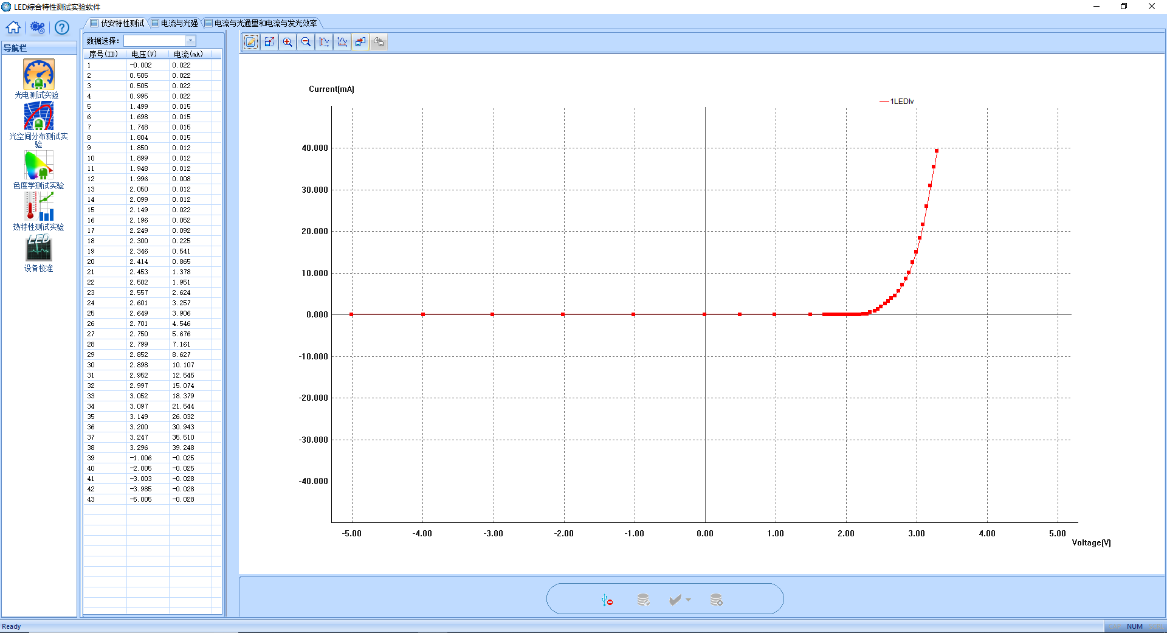 LED综合特性测试实验软件
伏安特性测试 电流与光强 电流与光通量和电流与发光效率
导航栏
光电测试实验
光空间分布测试实
验
色度学测试实验
热特性测试实验
设备校准
数据选择:
序号(ID) 电压(V) 电流(mA)
1 -0.002 0.022
2 0.505 0.022
3 0.505 0.022
4 0.995 0.022
5 1.499 0.015
6 1.698 0.015
7 1.748 0.015
8 1.804 0.015
9 1.850 0.012
10 1.899 0.012
11 1.948 0.012
12 1.996 0.008
13 2.050 0.012
14 2.099 0.012
15 2.149 0.022
16 2.196 0.052
17 2.249 0.092
18 2.300 0.225
19 2.346 0.541
20 2.414 0.865
21 2.453 1.378
22 2.502 1.951
23 2.557 2.624
24 2.601 3.257
25 2.649 3.906
26 2.701 4.546
27 2.750 5.676
28 2.799 7.161
29 2.852 8.627
30 2.898 10.107
31 2.952 12.545
32 2.997 15.074
33 3.052 18.379
34 3.097 21.544
35 3.149 26.032
36 3.200 30.943
37 3.247 35.510
38 3.296 39.248
39 -1.006 -0.025
40 -2.005 -0.025
41 -3.003 -0.028
42 -3.985 -0.028
43 -5.005 -0.028
Current(mA)
1LEDIv
40.000
30.000
20.000
10.000
0.000
-10.000
-20.000
-30.000
-40.000
-5.00 -4.00 -3.00 -2.00 -1.00 0.00 1.00 2.00 3.00 4.00 5.00
Voltage(V)
Ready
NUM